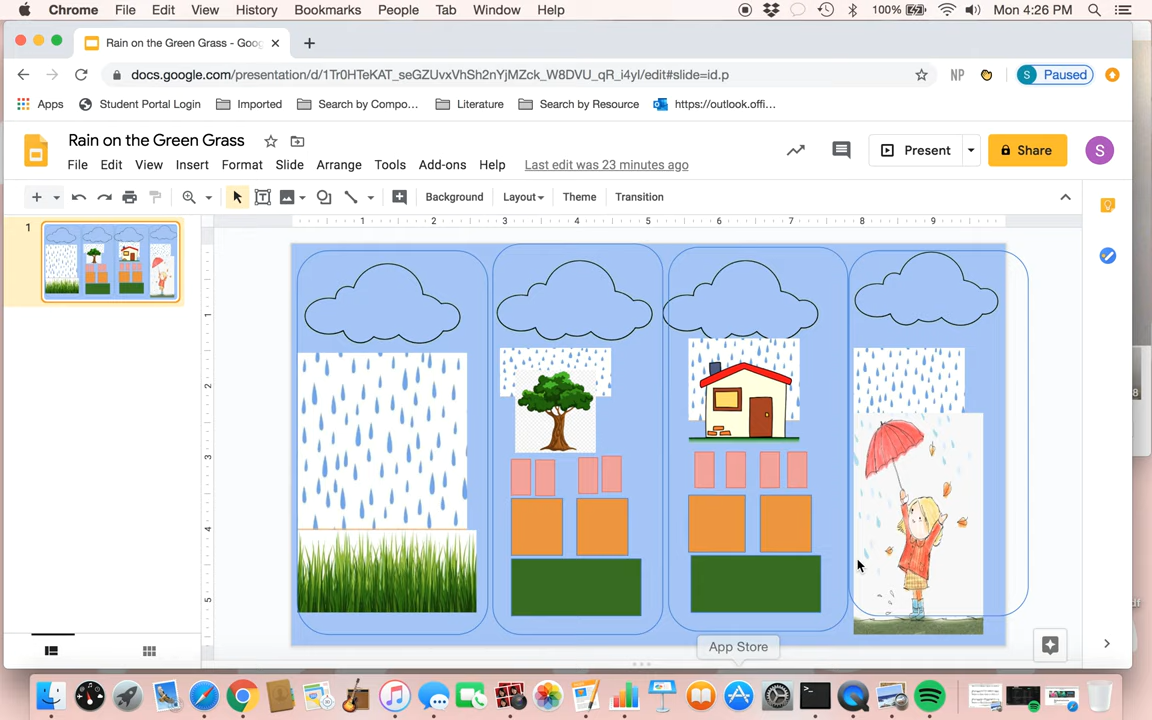 Chrome File Edit View History Bookmarks People Tab Window Help 100% Mon 4:26 PM
Rain on the Green Grass - Goog
docs.google.com/presentation/d/1Tr0HTeKAT_seGZUvxVhSh2nYjMZck_W8DVU_qR_i4yI/edit#slide=id.p NP S Paused
Apps Student Portal Login Imported Search by Compo... Literature Search by Resource https://outlook.offi...
Rain on the Green Grass
File Edit View Insert Format Slide Arrange Tools Add-ons Help Last edit was 23 minutes ago
Present Share S
Background Layout Theme Transition
1 2 3 4 5 6 7 8 9
1
1
2
3
4
5
App Store